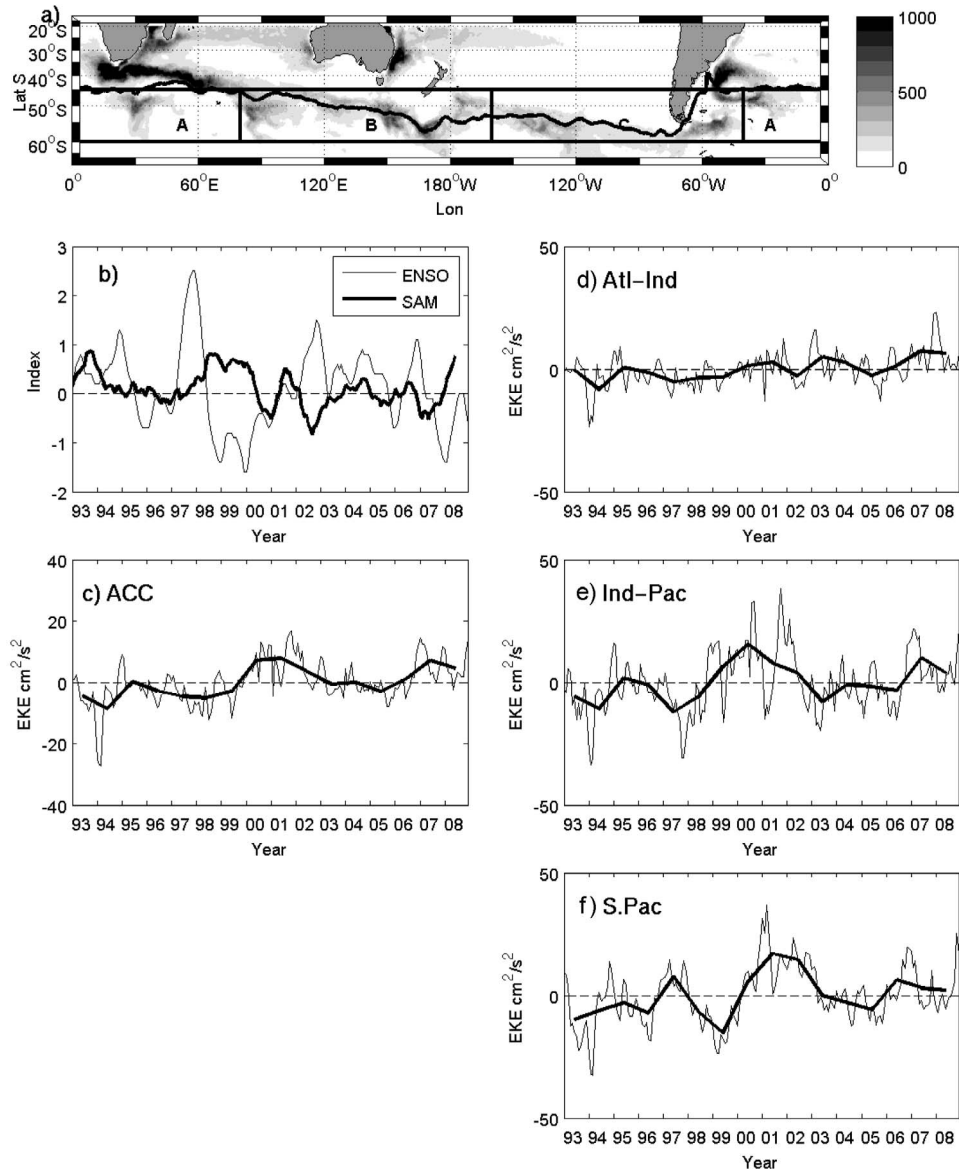 a)
20°S
30°S
40°S
50°S
60°S
Lat S
A
B
C
A
0°
60°E
120°E
180°W
120°W
60°W
0°
Lon
1000
500
0
b)
ENSO
SAM
3
2
1
0
-1
-2
Index
93 94 95 96 97 98 99 00 01 02 03 04 05 06 07 08
Year
d) Atl-Ind
50
0
-50
EKE cm²/s²
93 94 95 96 97 98 99 00 01 02 03 04 05 06 07 08
Year
c) ACC
40
20
0
-20
-40
EKE cm²/s²
93 94 95 96 97 98 99 00 01 02 03 04 05 06 07 08
Year
e) Ind-Pac
50
0
-50
EKE cm²/s²
93 94 95 96 97 98 99 00 01 02 03 04 05 06 07 08
Year
f) S.Pac
50
0
-50
EKE cm²/s²
93 94 95 96 97 98 99 00 01 02 03 04 05 06 07 08
Year